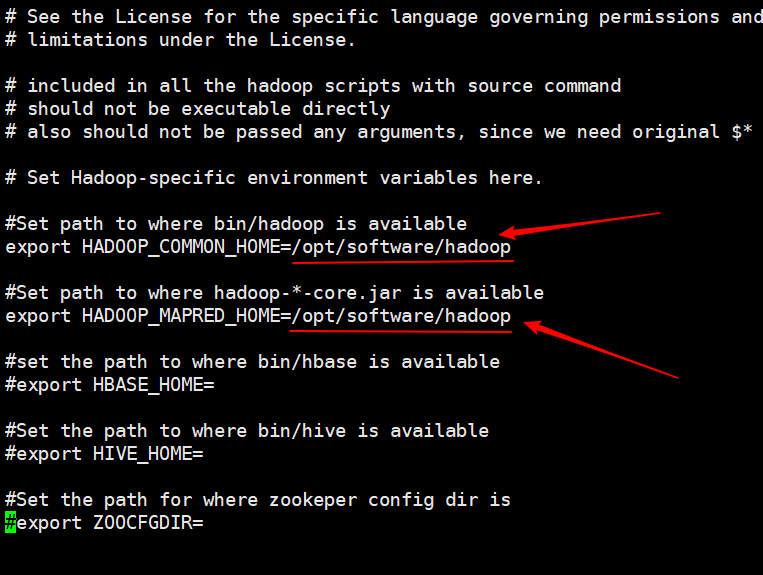 # See the License for the specific language governing permissions and
# limitations under the License.
# included in all the hadoop scripts with source command
# should not be executable directly
# also should not be passed any arguments, since we need original $*
# Set Hadoop-specific environment variables here.
#Set path to where bin/hadoop is available
export HADOOP_COMMON_HOME=/opt/software/hadoop
#Set path to where hadoop-*-core.jar is available
export HADOOP_MAPRED_HOME=/opt/software/hadoop
#set the path to where bin/hbase is available
#export HBASE_HOME=
#Set the path to where bin/hive is available
#export HIVE_HOME=
#Set the path for where zookeper config dir is
#export ZOOCFGDIR=